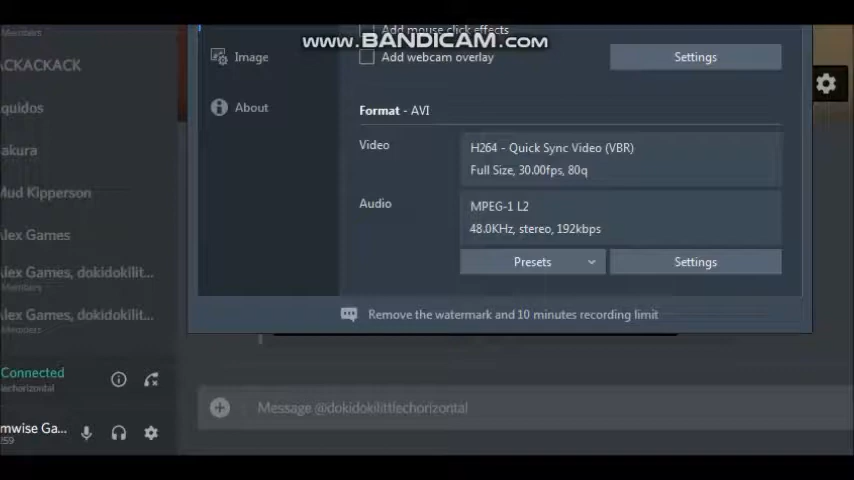 Members
Add mouse click effects
www.BANDICAM.com
Image
Add webcam overlay
Settings
ACKACKACK
About
Format - AVI
quidos
Video
H264 - Quick Sync Video (VBR)
akura
Full Size, 30.00fps, 80q
Mud Kipperson
Audio
MPEG-1 L2
48.0KHz, stereo, 192kbps
Alex Games
Presets
Settings
Alex Games, dokidokilit...
Members
Alex Games, dokidokilit...
Members
Remove the watermark and 10 minutes recording limit
Connected
lechorizontal
Message @dokidokilittlechorizontal
mwise Ga...
259